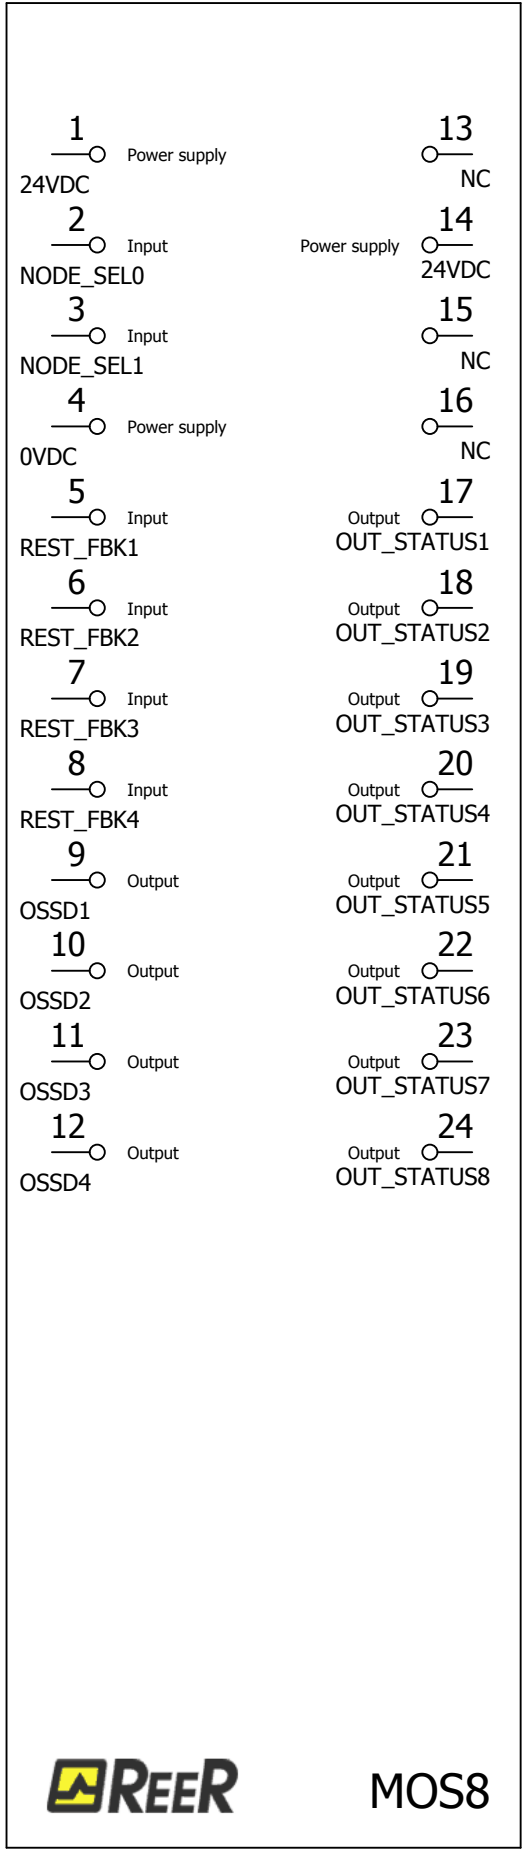 1 13
Power supply
24VDC NC
2 14
Input Power supply
NODE_SEL0 24VDC
3 15
Input
NODE_SEL1 NC
4 16
Power supply
0VDC NC
5 17
Input Output
REST_FBK1 OUT_STATUS1
6 18
Input Output
REST_FBK2 OUT_STATUS2
7 19
Input Output
REST_FBK3 OUT_STATUS3
8 20
Input Output
REST_FBK4 OUT_STATUS4
9 21
Output Output
OSSD1 OUT_STATUS5
10 22
Output Output
OSSD2 OUT_STATUS6
11 23
Output Output
OSSD3 OUT_STATUS7
12 24
Output Output
OSSD4 OUT_STATUS8
REER MOS8